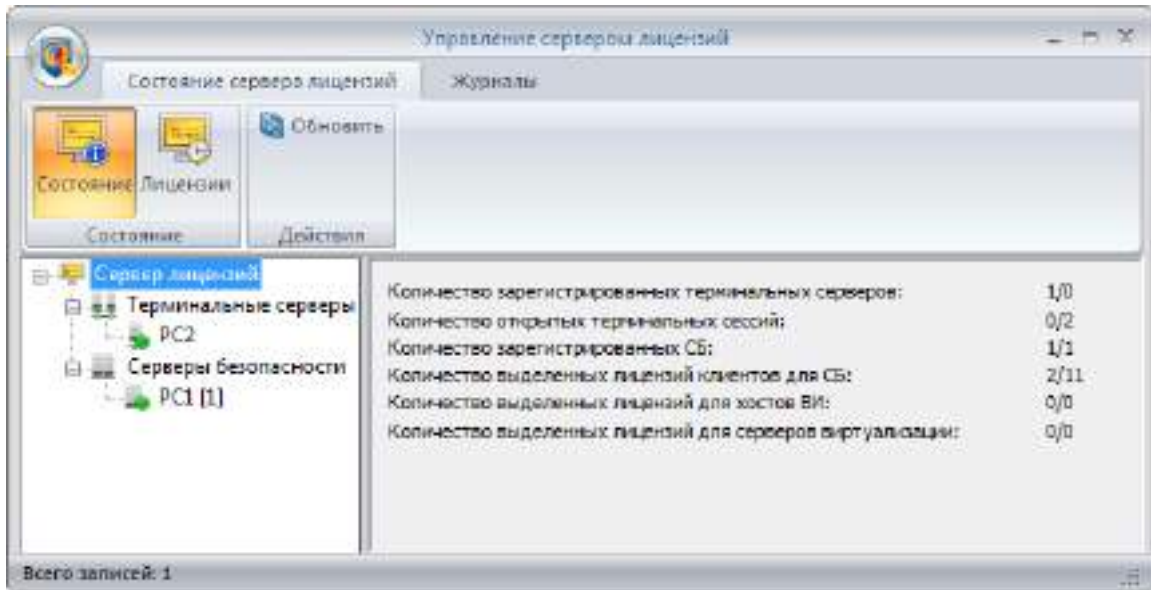 Управление сервером лицензий
Состояние сервера лицензий Журналы
Состояние Лицензии Обновить
Состояние Действия
Сервер лицензий
Терминальные серверы
PC2
Серверы безопасности
PC1 [1]
Количество зарегистрированных терминальных серверов: 1/0
Количество открытых терминальных сессий: 0/2
Количество зарегистрированных СБ: 1/1
Количество выделенных лицензий клиентов для СБ: 2/11
Количество выделенных лицензий для хостов ВИ: 0/0
Количество выделенных лицензий для серверов виртуализации: 0/0
Всего записей: 1